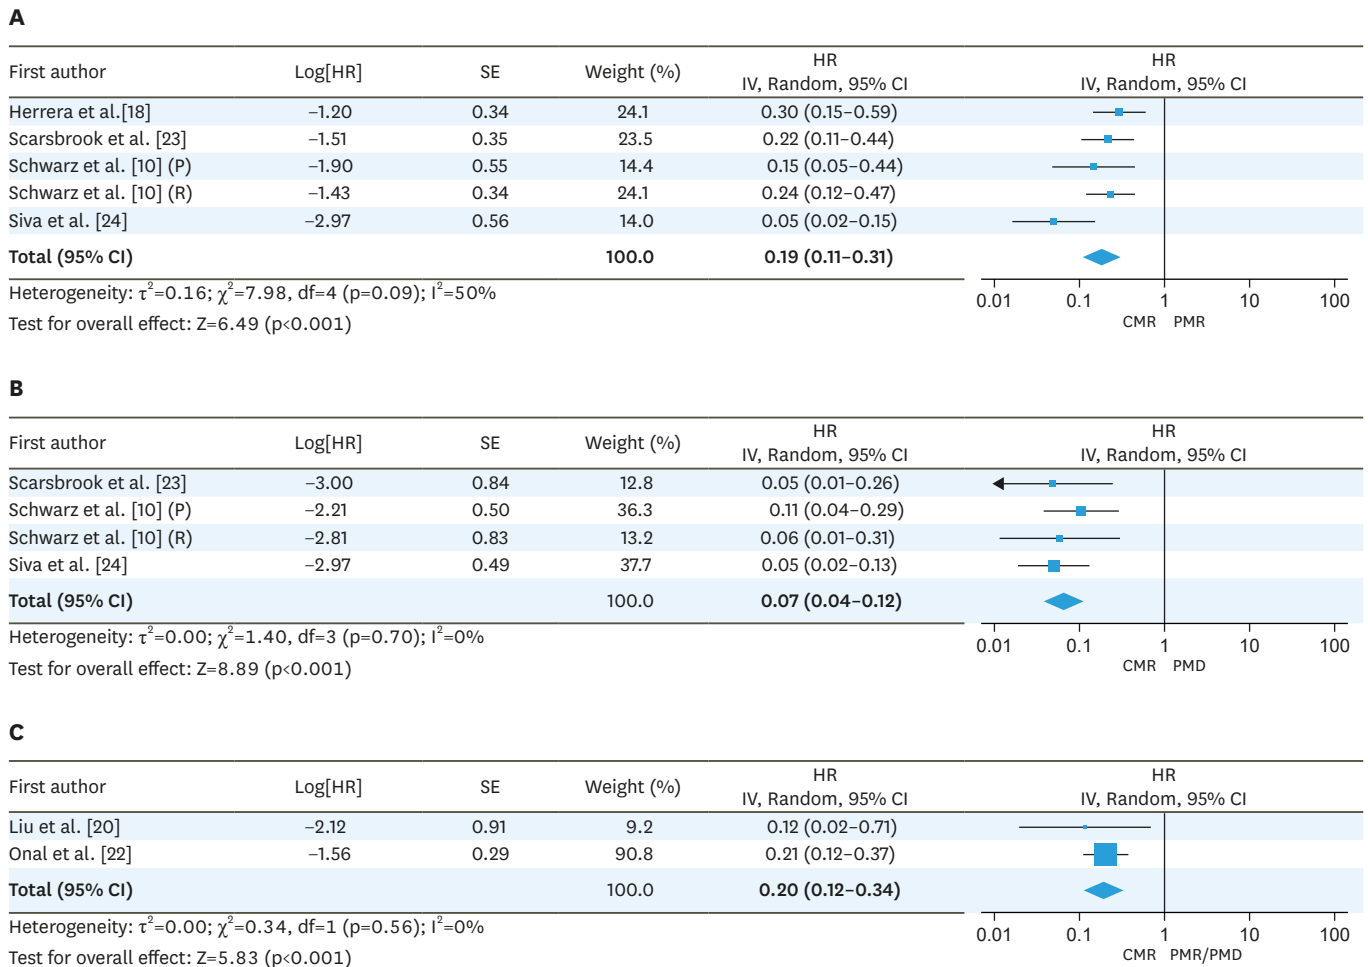 A
First author Log[HR] SE Weight (%) HR IV, Random, 95% CI HR IV, Random, 95% CI
Herrera et al.[18] −1.20 0.34 24.1 0.30 (0.15–0.59)
Scarsbrook et al. [23] −1.51 0.35 23.5 0.22 (0.11–0.44)
Schwarz et al. [10] (P) −1.90 0.55 14.4 0.15 (0.05–0.44)
Schwarz et al. [10] (R) −1.43 0.34 24.1 0.24 (0.12–0.47)
Siva et al. [24] −2.97 0.56 14.0 0.05 (0.02–0.15)
Total (95% CI) 100.0 0.19 (0.11–0.31)
Heterogeneity: τ²=0.16; χ²=7.98, df=4 (p=0.09); I²=50%
0.01 0.1 1 10 100
Test for overall effect: Z=6.49 (p<0.001)
CMR PMR
B
First author Log[HR] SE Weight (%) HR IV, Random, 95% CI HR IV, Random, 95% CI
Scarsbrook et al. [23] −3.00 0.84 12.8 0.05 (0.01–0.26)
Schwarz et al. [10] (P) −2.21 0.50 36.3 0.11 (0.04–0.29)
Schwarz et al. [10] (R) −2.81 0.83 13.2 0.06 (0.01–0.31)
Siva et al. [24] −2.97 0.49 37.7 0.05 (0.02–0.13)
Total (95% CI) 100.0 0.07 (0.04–0.12)
Heterogeneity: τ²=0.00; χ²=1.40, df=3 (p=0.70); I²=0%
0.01 0.1 1 10 100
Test for overall effect: Z=8.89 (p<0.001)
CMR PMD
C
First author Log[HR] SE Weight (%) HR IV, Random, 95% CI HR IV, Random, 95% CI
Liu et al. [20] −2.12 0.91 9.2 0.12 (0.02–0.71)
Onal et al. [22] −1.56 0.29 90.8 0.21 (0.12–0.37)
Total (95% CI) 100.0 0.20 (0.12–0.34)
Heterogeneity: τ²=0.00; χ²=0.34, df=1 (p=0.56); I²=0%
0.01 0.1 1 10 100
Test for overall effect: Z=5.83 (p<0.001)
CMR PMR/PMD